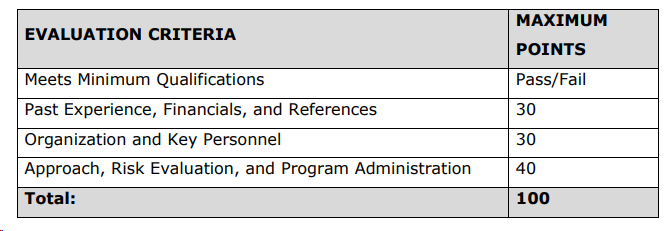 EVALUATION CRITERIA MAXIMUM
POINTS
Meets Minimum Qualifications Pass/Fail
Past Experience, Financials, and References 30
Organization and Key Personnel 30
Approach, Risk Evaluation, and Program Administration 40
Total: 100